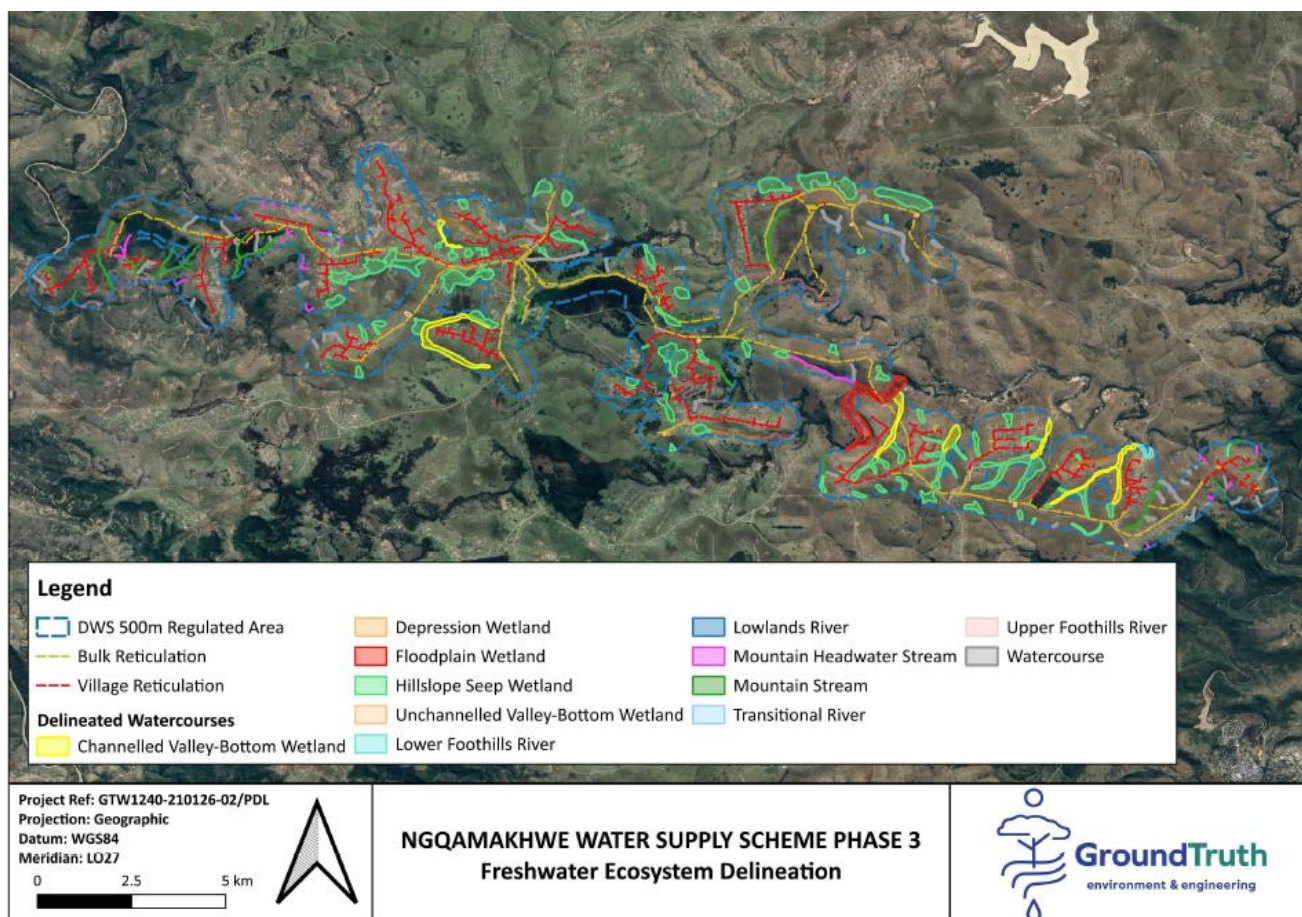 Legend
DWS 500m Regulated Area
Bulk Reticulation
Village Reticulation
Delineated Watercourses
Channelled Valley-Bottom Wetland
Depression Wetland
Floodplain Wetland
Hillslope Seep Wetland
Unchannelled Valley-Bottom Wetland
Lower Foothills River
Lowlands River
Mountain Headwater Stream
Mountain Stream
Transitional River
Upper Foothills River
Watercourse
Project Ref: GTW1240-210126-02/PDL
Projection: Geographic
Datum: WGS84
Meridian: LO27
0 2.5 5 km
NGQAMAKHWE WATER SUPPLY SCHEME PHASE 3
Freshwater Ecosystem Delineation
GroundTruth
environment & engineering